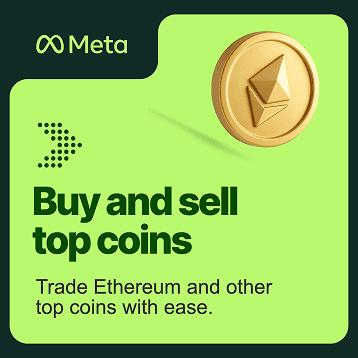 Meta
Buy and sell
top coins
Trade Ethereum and other
top coins with ease.